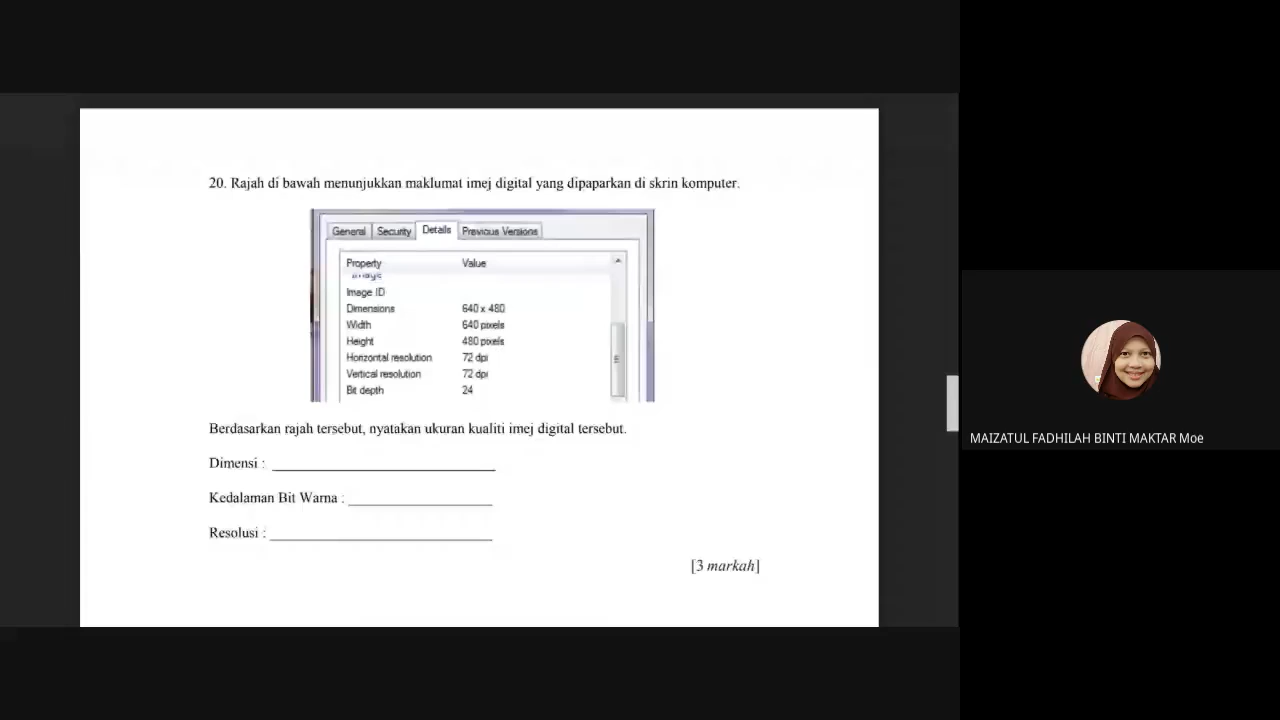 20. Rajah di bawah menunjukkan maklumat imej digital yang dipaparkan di skrin komputer.
General Security Details Previous Versions
Property Value
Image
Image ID
Dimensions 640 x 480
Width 640 pixels
Height 480 pixels
Horizontal resolution 72 dpi
Vertical resolution 72 dpi
Bit depth 24
Berdasarkan rajah tersebut, nyatakan ukuran kualiti imej digital tersebut.
Dimensi :
Kedalaman Bit Warna :
Resolusi :
[3 markah]
MAIZATUL FADHILAH BINTI MAKTAR Moe